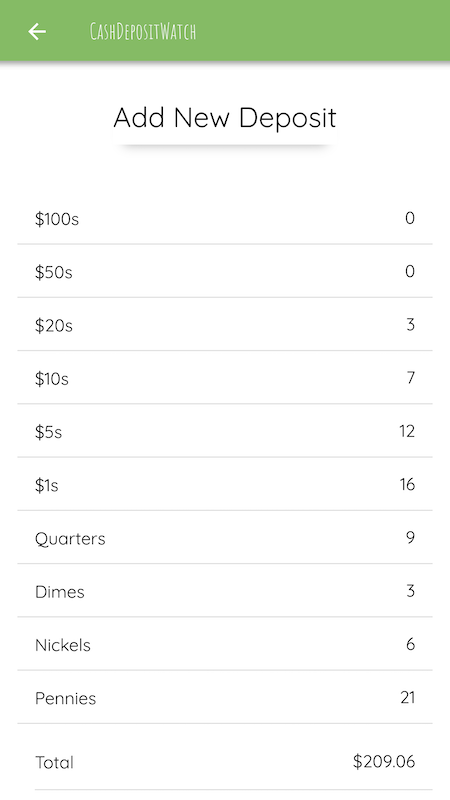 CashDepositWatch
Add New Deposit
$100s 0
$50s 0
$20s 3
$10s 7
$5s 12
$1s 16
Quarters 9
Dimes 3
Nickels 6
Pennies 21
Total $209.06